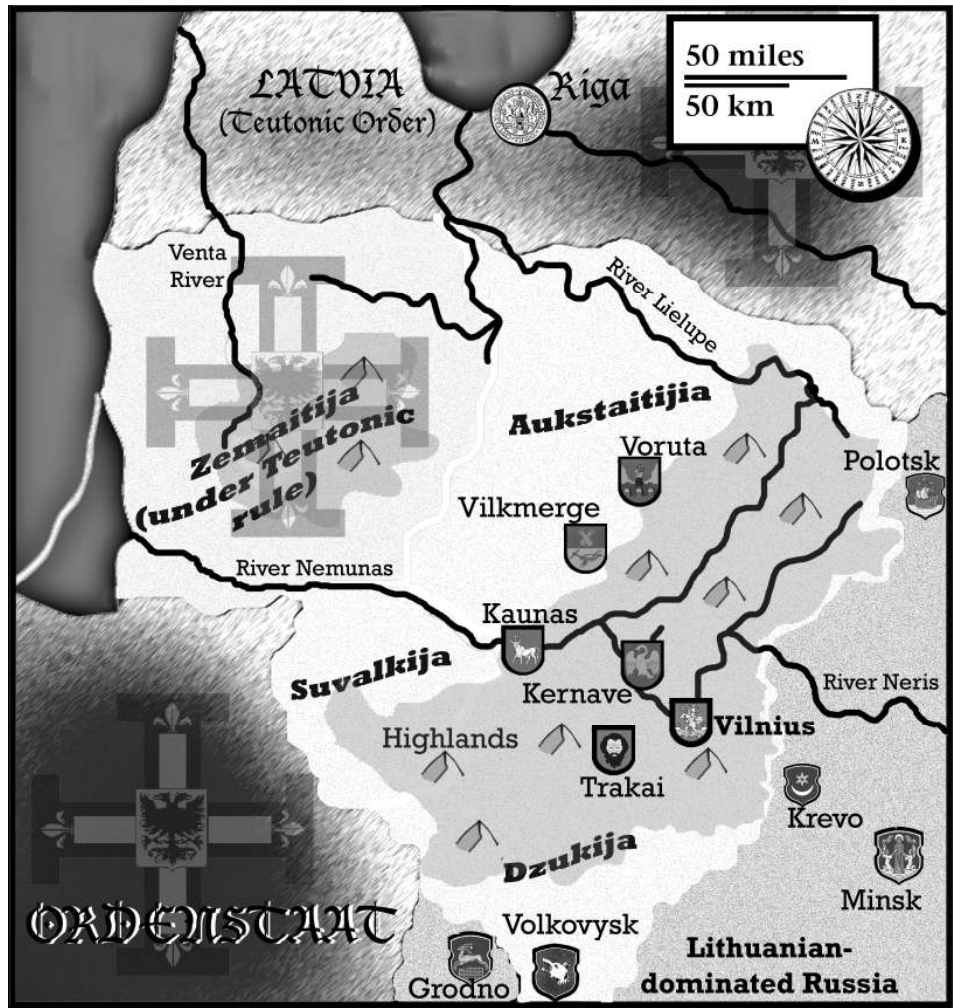 50 miles
50 km
LATVIA
(Teutonic Order)
Riga
Venta
River
River Lielupe
Aukstaitijia
Zemaitija
(under Teutonic
rule)
Voruta
Polotsk
Vilkmerge
River Nemunas
Kaunas
Suvalkija
Kernave
River Neris
Highlands
Vilnius
Trakai
Krevo
Dzukija
Minsk
ORDENSTAAT
Volkovysk
Grodno
Lithuanian-
dominated Russia